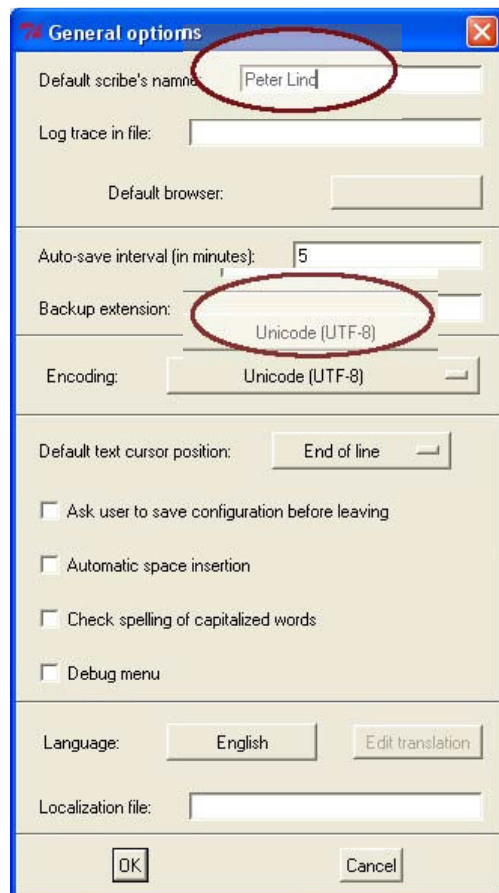 General options
Default scribe's name: Peter Lind
Log trace in file:
Default browser:
Auto-save interval (in minutes): 5
Backup extension:
Unicode (UTF-8)
Encoding: Unicode (UTF-8)
Default text cursor position: End of line
Ask user to save configuration before leaving
Automatic space insertion
Check spelling of capitalized words
Debug menu
Language: English Edit translation
Localization file:
OK Cancel